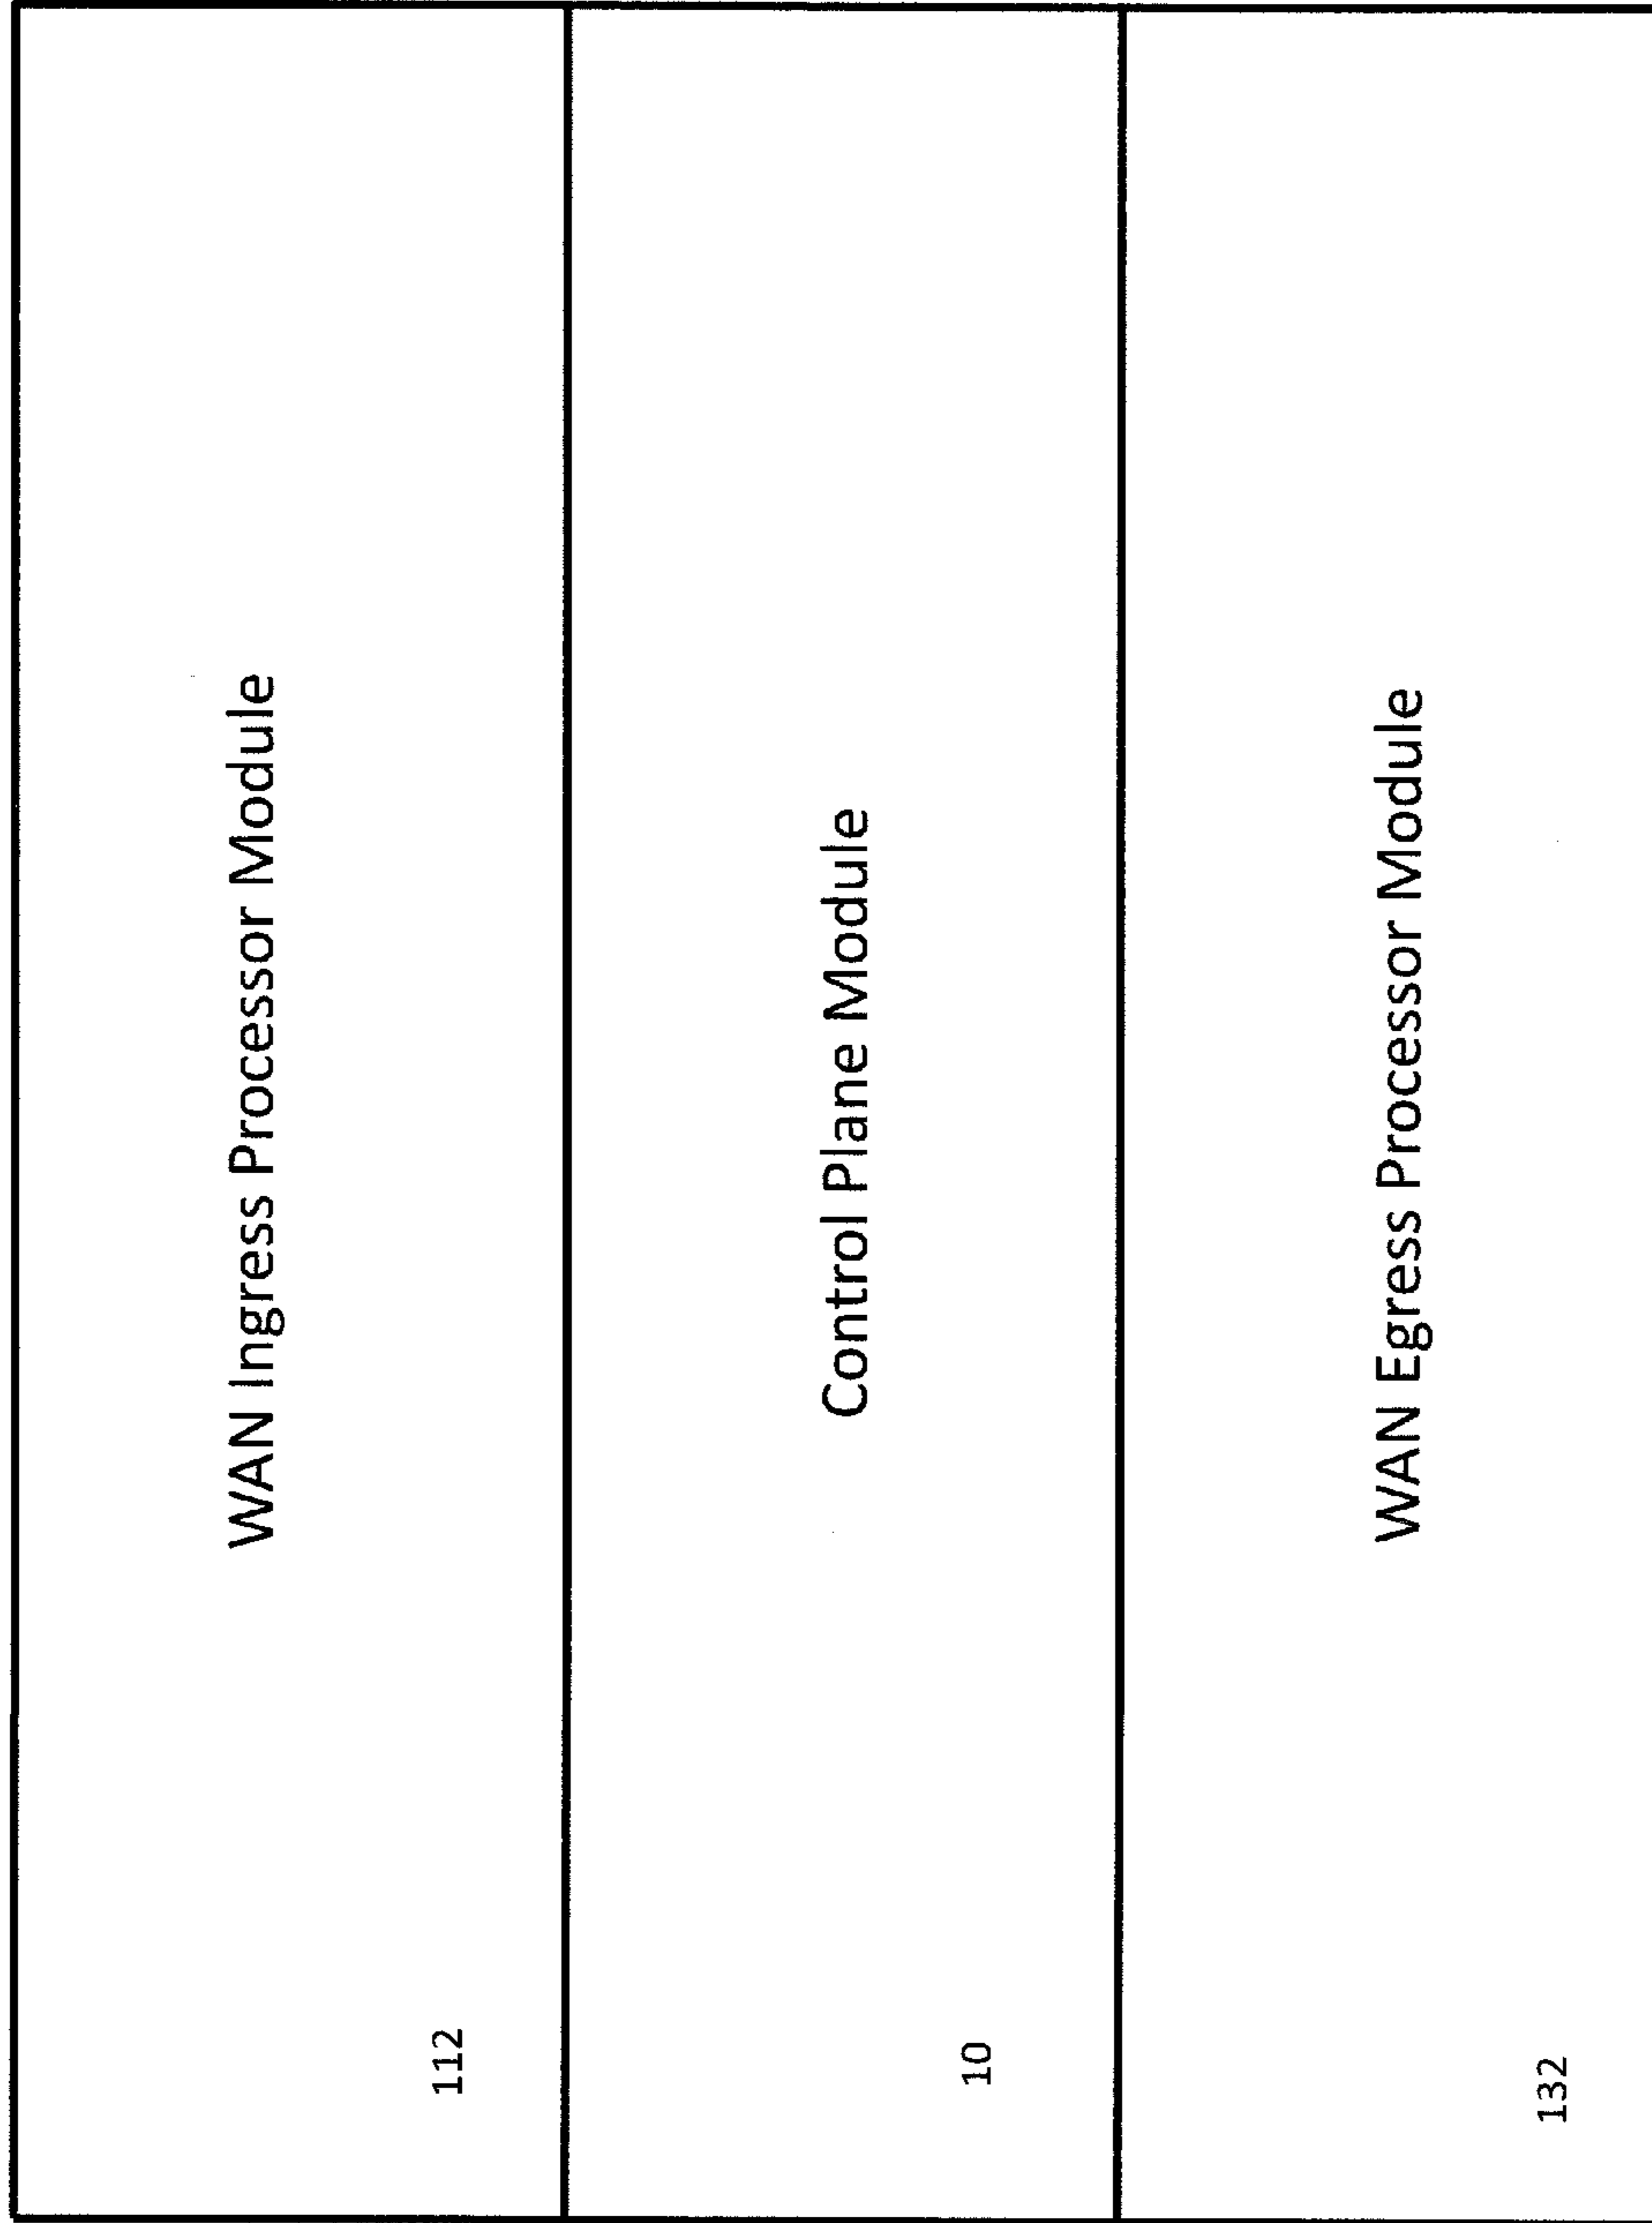 WAN Ingress Processor Module
112
Control Plane Module
10
WAN Egress Processor Module
132